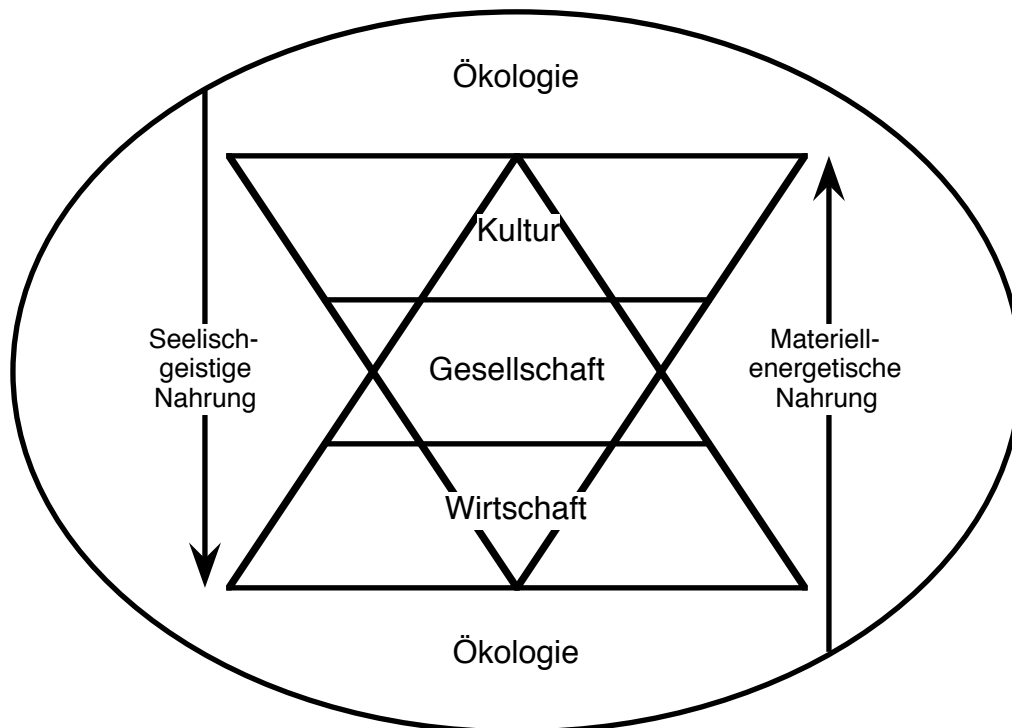 Ökologie
Kultur
Seelisch-
geistige
Nahrung
Gesellschaft
Materiell-
energetische
Nahrung
Wirtschaft
Ökologie